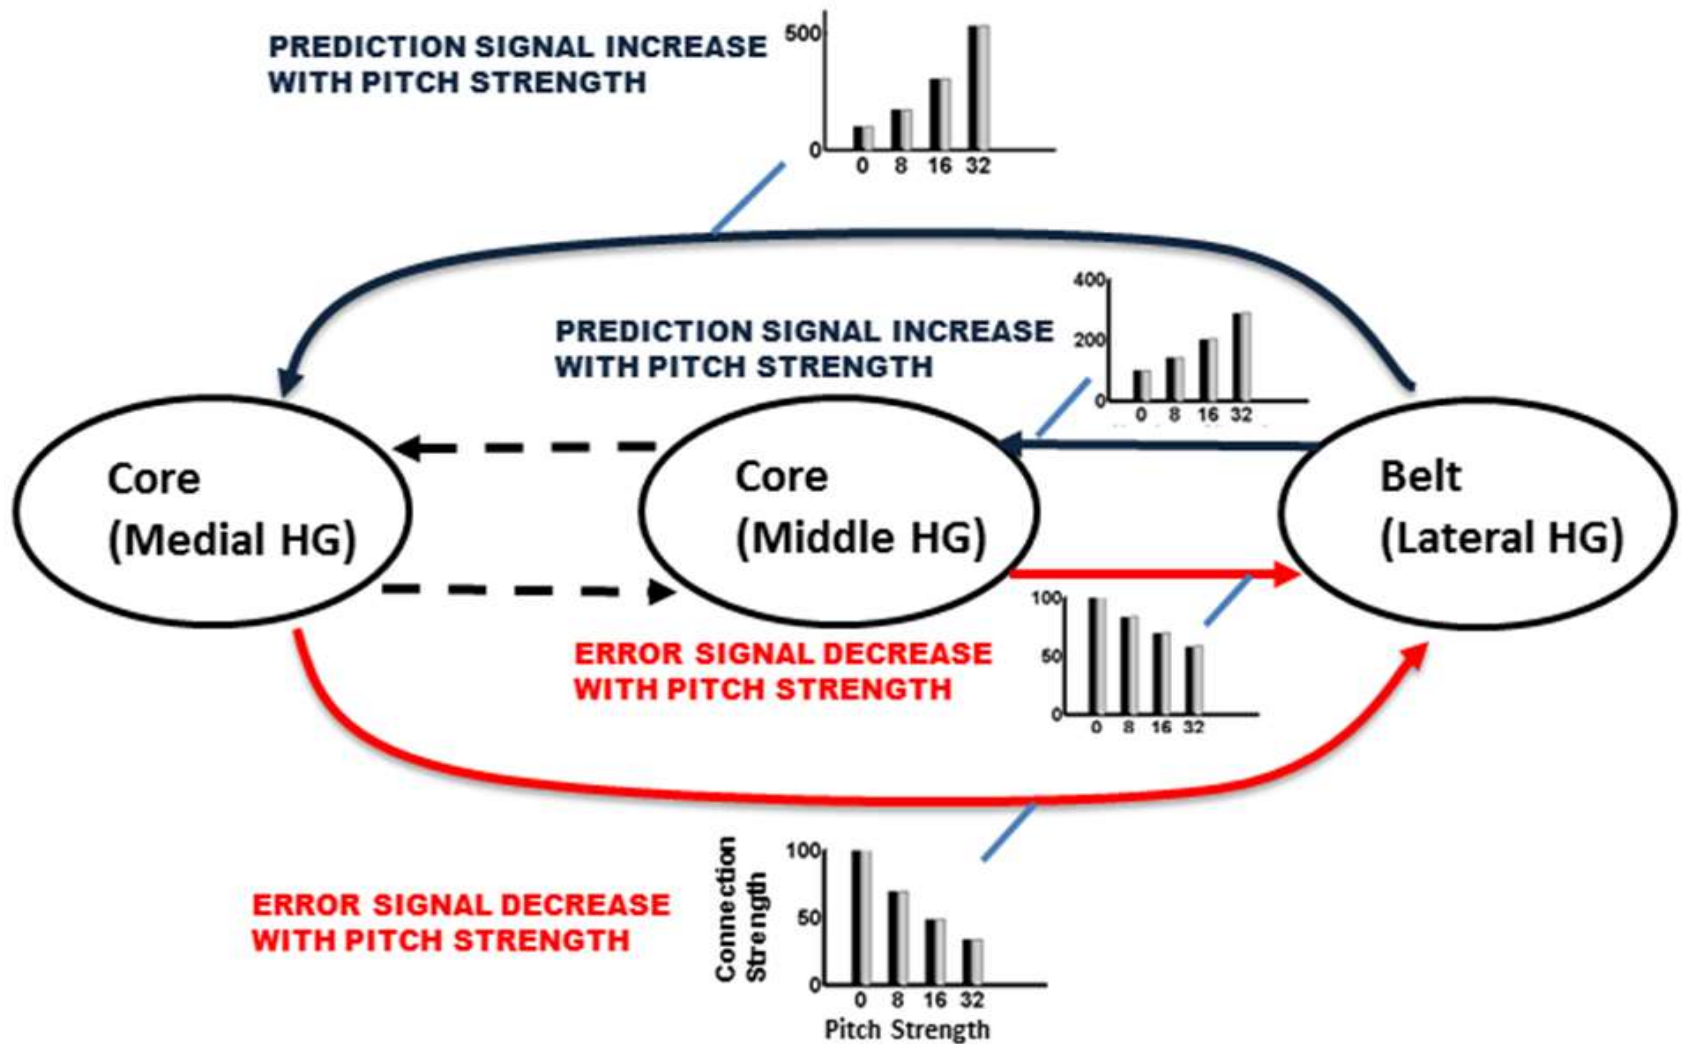 PREDICTION SIGNAL INCREASE
WITH PITCH STRENGTH
500
0
0 8 16 32
PREDICTION SIGNAL INCREASE
WITH PITCH STRENGTH
400
200
0
0 8 16 32
Core
(Medial HG)
Core
(Middle HG)
Belt
(Lateral HG)
ERROR SIGNAL DECREASE
WITH PITCH STRENGTH
100
50
0
0 8 16 32
ERROR SIGNAL DECREASE
WITH PITCH STRENGTH
Connection
Strength
100
50
0
0 8 16 32
Pitch Strength